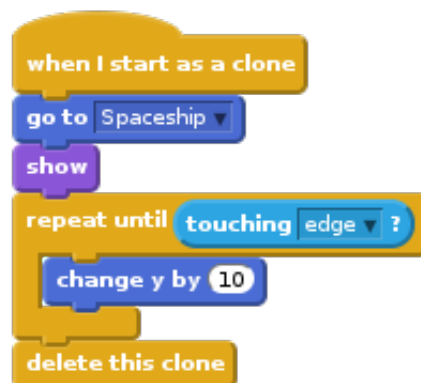 when I start as a clone
go to Spaceship
show
repeat until touching edge ?
change y by 10
delete this clone